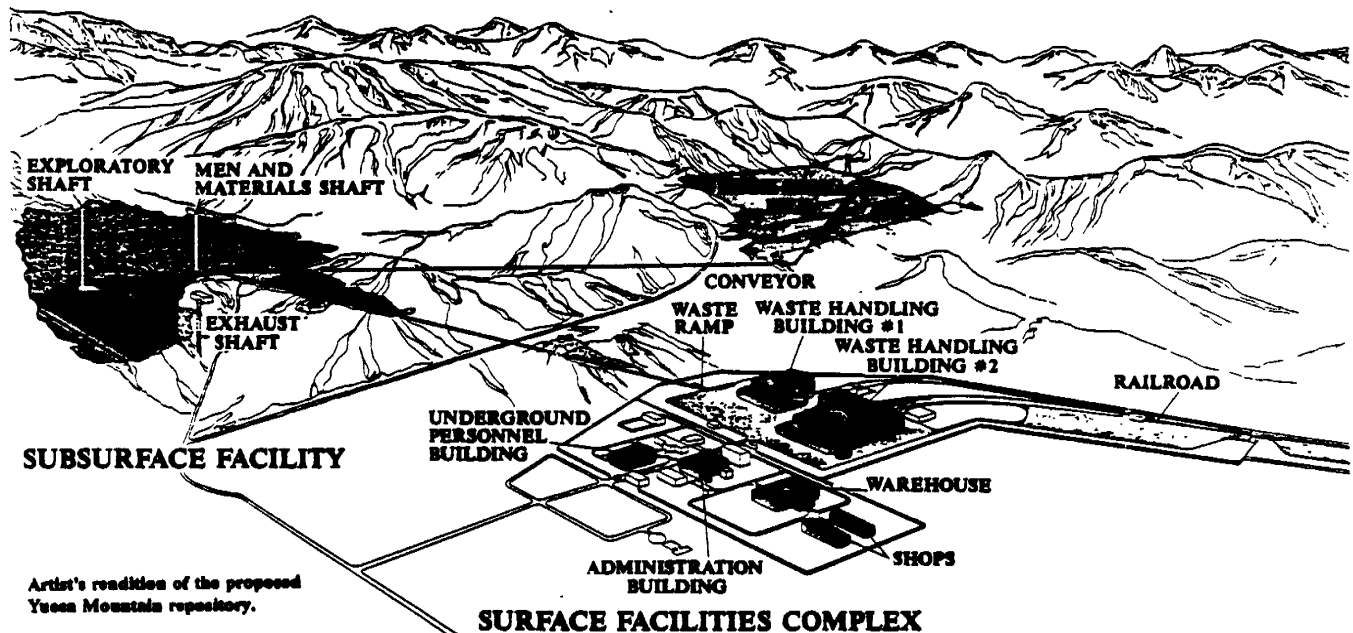 EXPLORATORY
SHAFT
MEN AND
MATERIALS SHAFT
EXHAUST
SHAFT
CONVEYOR
WASTE
RAMP
WASTE HANDLING
BUILDING #1
WASTE HANDLING
BUILDING #2
RAILROAD
UNDERGROUND
PERSONNEL
BUILDING
SUBSURFACE FACILITY
WAREHOUSE
SHOPS
ADMINISTRATION
BUILDING
Artist's rendition of the proposed
Yucca Mountain repository.
SURFACE FACILITIES COMPLEX